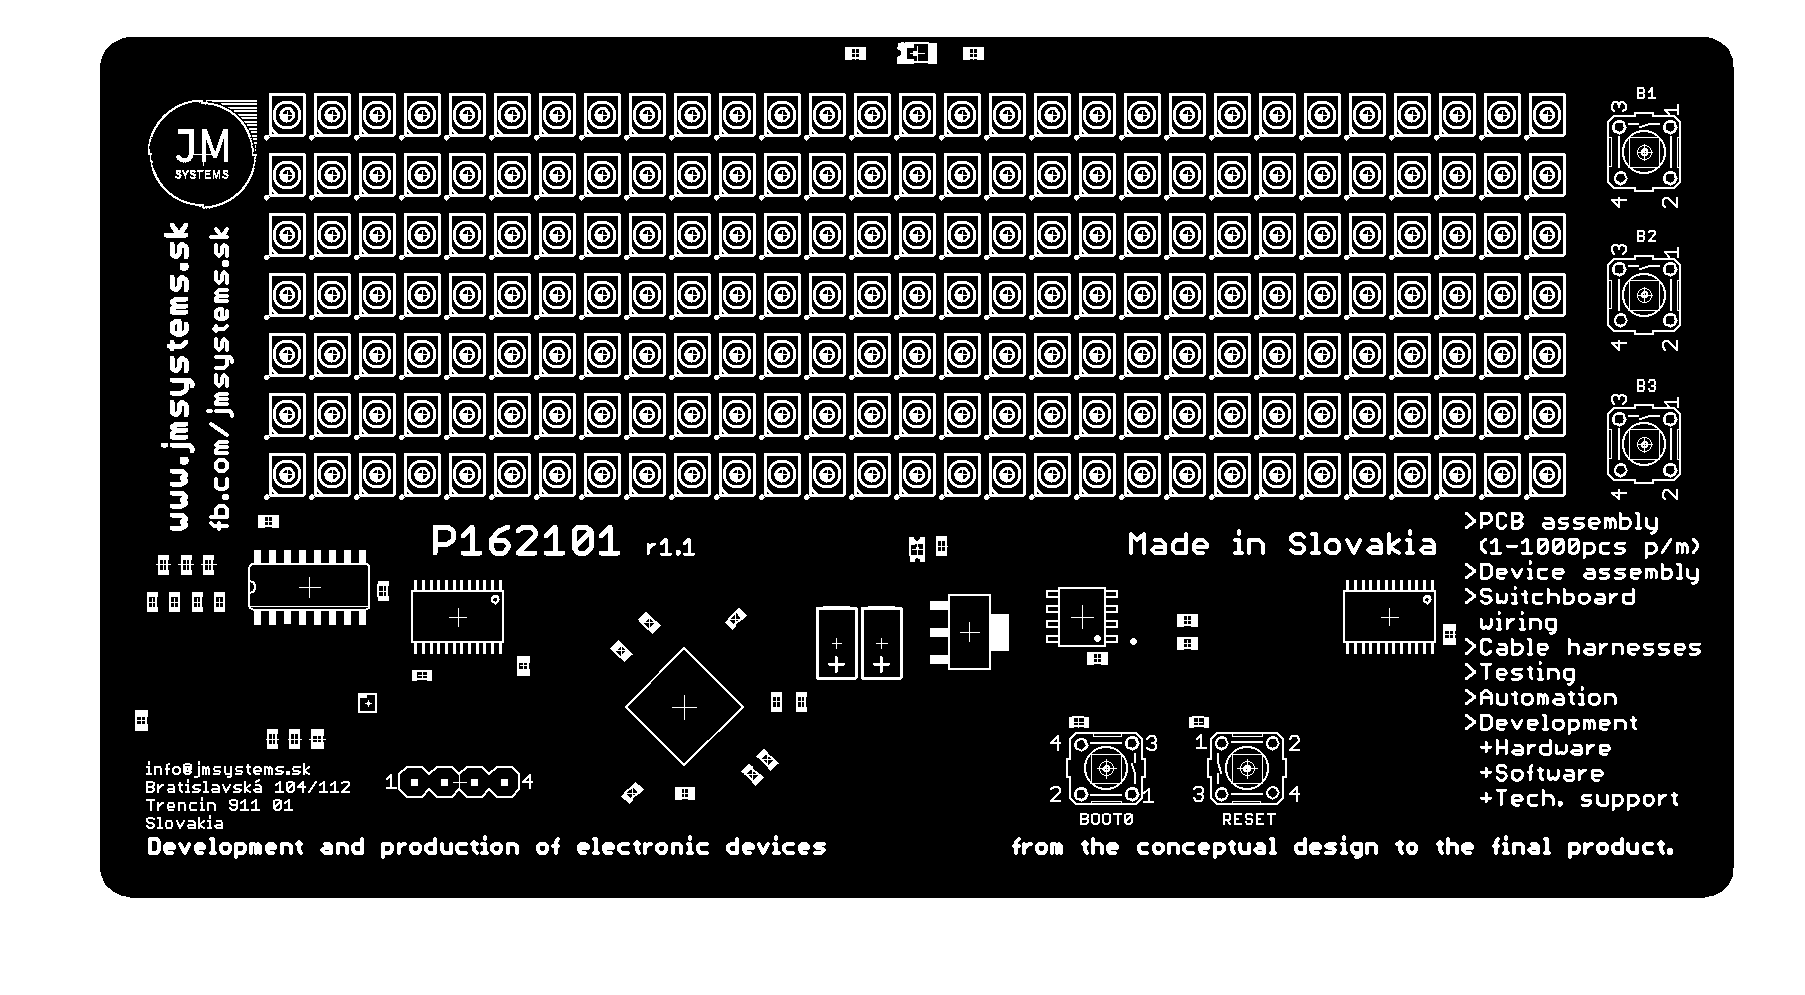 JM
SYSTEMS
www.jmsystems.sk
fb.com/jmsystems.sk
B1
3 1
4 2
B2
3 1
4 2
B3
3 1
4 2
P162101 r1.1
Made in Slovakia
>PCB assembly
(1-1000pcs p/m)
>Device assembly
>Switchboard
wiring
>Cable harnesses
>Testing
>Automation
>Development
+Hardware
+Software
+Tech. support
1 4
4 3
2 1
BOOT0
1 2
3 4
RESET
info@jmsystems.sk
Bratislavská 104/112
Trencin 911 01
Slovakia
Development and production of electronic devices
from the conceptual design to the final product.